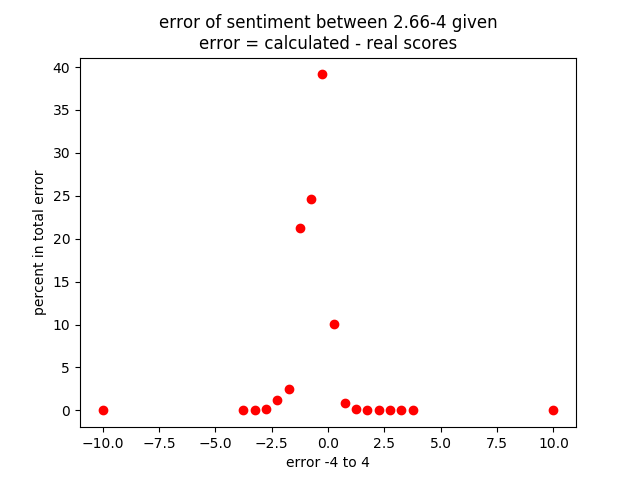 error of sentiment between 2.66-4 given
error = calculated - real scores
percent in total error
40
35
30
25
20
15
10
5
0
−10.0 −7.5 −5.0 −2.5 0.0 2.5 5.0 7.5 10.0
error -4 to 4